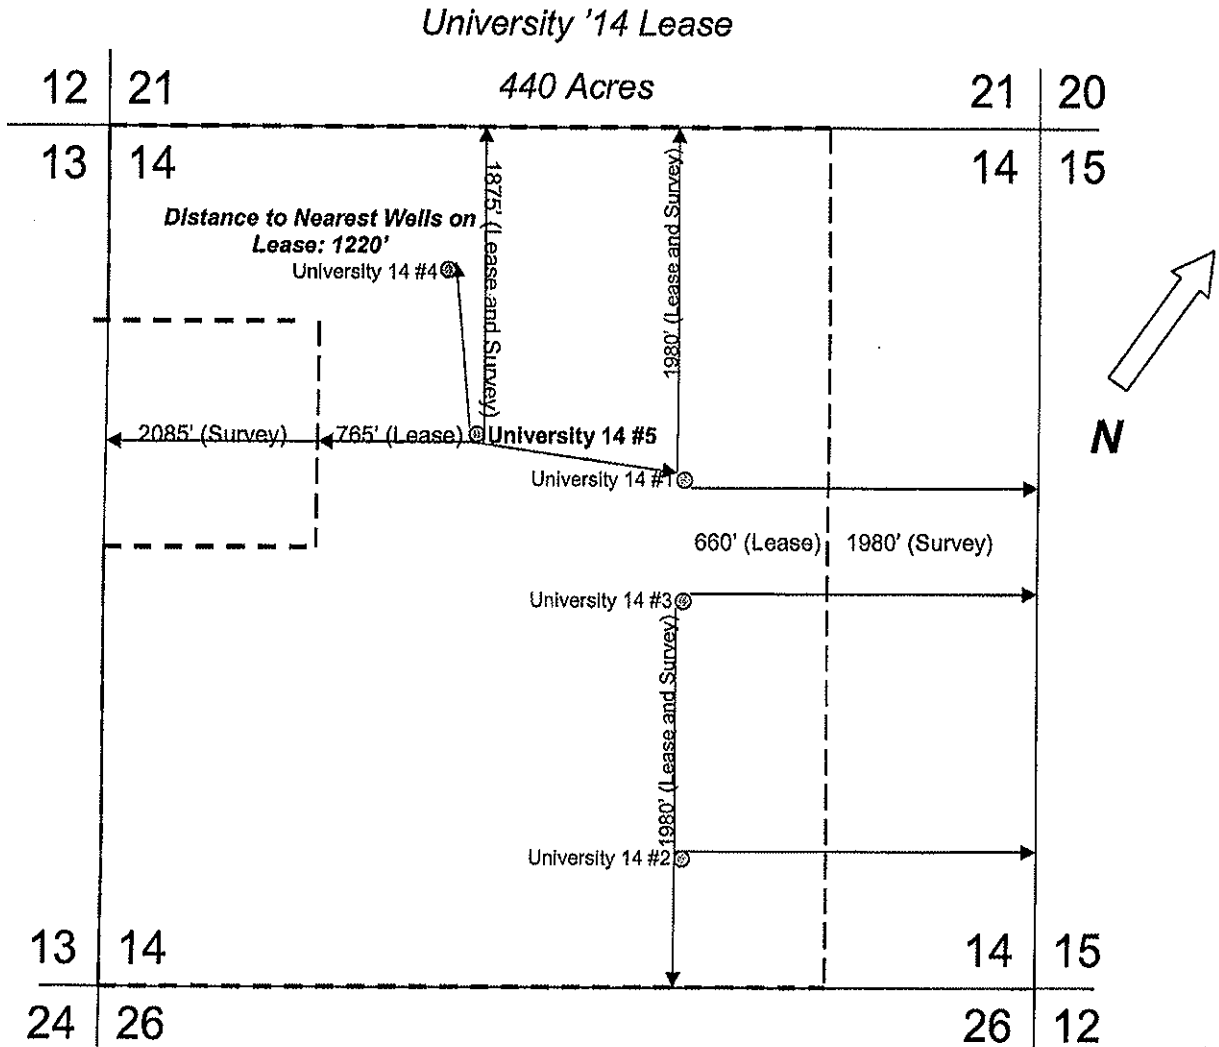 University '14 Lease
440 Acres
12 21
21 20
13 14
14 15
1875' (Lease and Survey)
1980' (Lease and Survey)
Distance to Nearest Wells on
Lease: 1220'
University 14 #4
2085' (Survey)
765' (Lease)
University 14 #5
University 14 #1
N
660' (Lease)
1980' (Survey)
University 14 #3
1980' (Lease and Survey)
University 14 #2
13 14
14 15
24 26
26 12